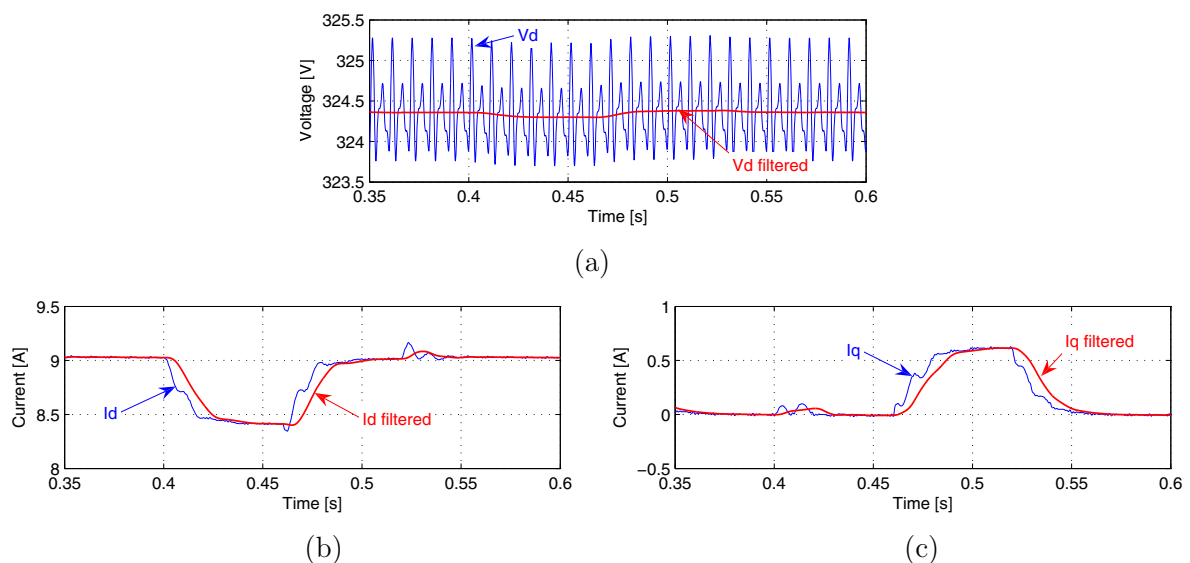 325.5
325
324.5
324
323.5
Voltage [V]
Vd
Vd filtered
0.35 0.4 0.45 0.5 0.55 0.6
Time [s]
(a)
9.5
9
8.5
8
Current [A]
Id
Id filtered
0.35 0.4 0.45 0.5 0.55 0.6
Time [s]
(b)
1
0.5
0
−0.5
Current [A]
Iq
Iq filtered
0.35 0.4 0.45 0.5 0.55 0.6
Time [s]
(c)